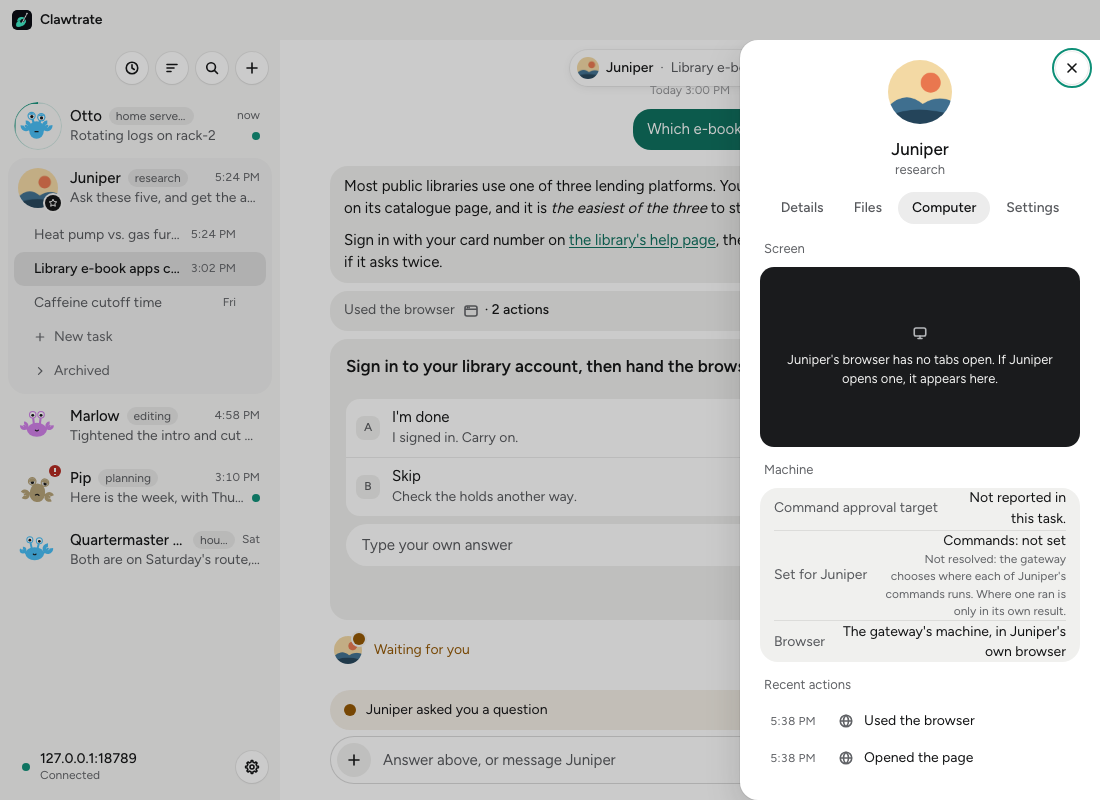 Clawtrate
Otto
home serve...
now
Rotating logs on rack-2
Juniper
research
5:24 PM
Ask these five, and get the a...
Heat pump vs. gas fur...
5:24 PM
Library e-book apps c...
3:02 PM
Caffeine cutoff time
Fri
New task
Archived
Marlow
editing
4:58 PM
Tightened the intro and cut ...
Pip
planning
3:10 PM
Here is the week, with Thu...
Quartermaster ...
hou...
Sat
Both are on Saturday's route,...
127.0.0.1:18789
Connected
Juniper · Library e-b
Today 3:00 PM
Which e-book
Most public libraries use one of three lending platforms. You
on its catalogue page, and it is the easiest of the three to st
Sign in with your card number on the library's help page, the
if it asks twice.
Used the browser · 2 actions
Sign in to your library account, then hand the brows
A
I'm done
I signed in. Carry on.
B
Skip
Check the holds another way.
Type your own answer
Waiting for you
Juniper asked you a question
Answer above, or message Juniper
Juniper
research
Details
Files
Computer
Settings
Screen
Juniper's browser has no tabs open. If Juniper
opens one, it appears here.
Machine
Command approval target
Not reported in
this task.
Set for Juniper
Commands: not set
Not resolved: the gateway
chooses where each of Juniper's
commands runs. Where one ran is
only in its own result.
Browser
The gateway's machine, in Juniper's
own browser
Recent actions
5:38 PM
Used the browser
5:38 PM
Opened the page